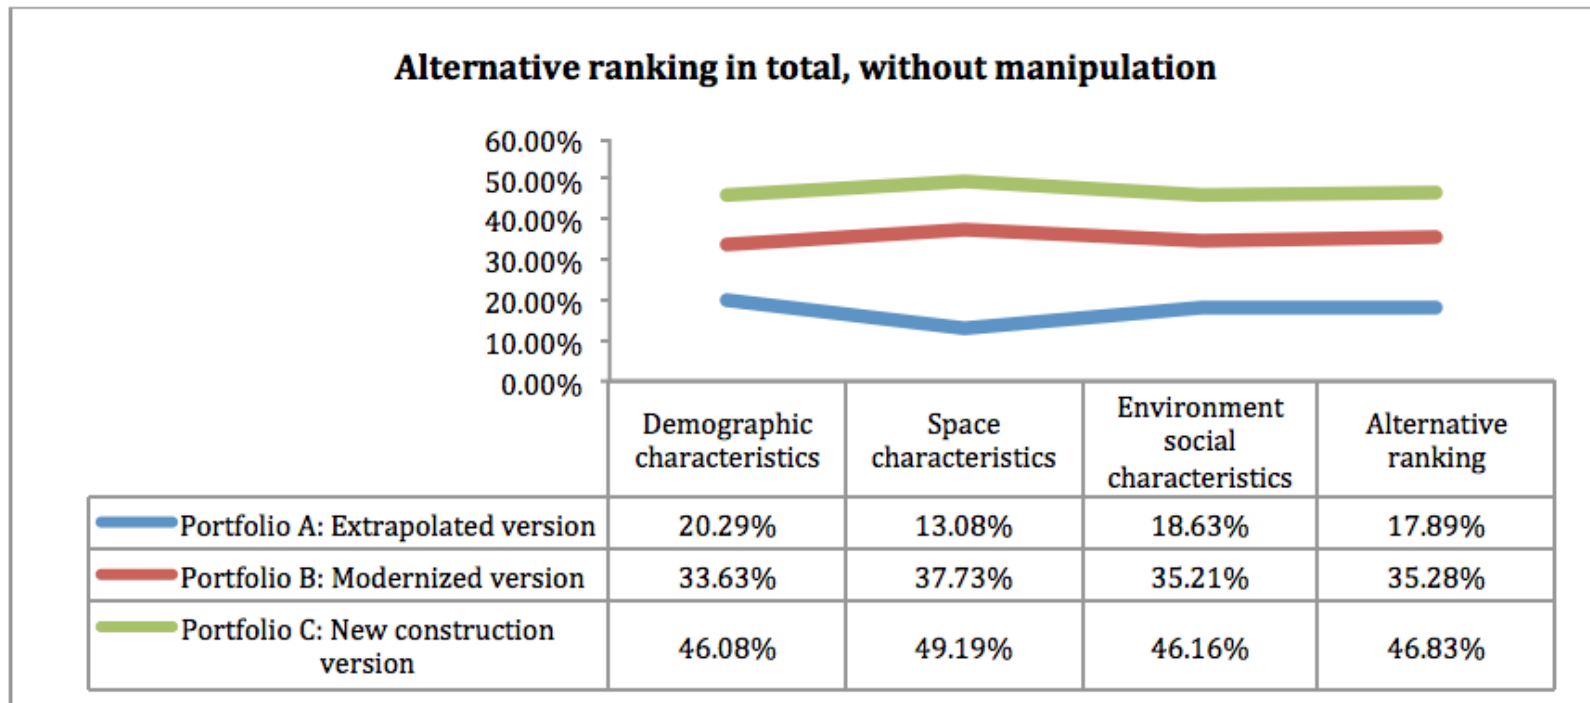 Alternative ranking in total, without manipulation
60.00%
50.00%
40.00%
30.00%
20.00%
10.00%
0.00%
Demographic
characteristics
Space
characteristics
Environment
social
characteristics
Alternative
ranking
Portfolio A: Extrapolated version 20.29% 13.08% 18.63% 17.89%
Portfolio B: Modernized version 33.63% 37.73% 35.21% 35.28%
Portfolio C: New construction
version
46.08% 49.19% 46.16% 46.83%